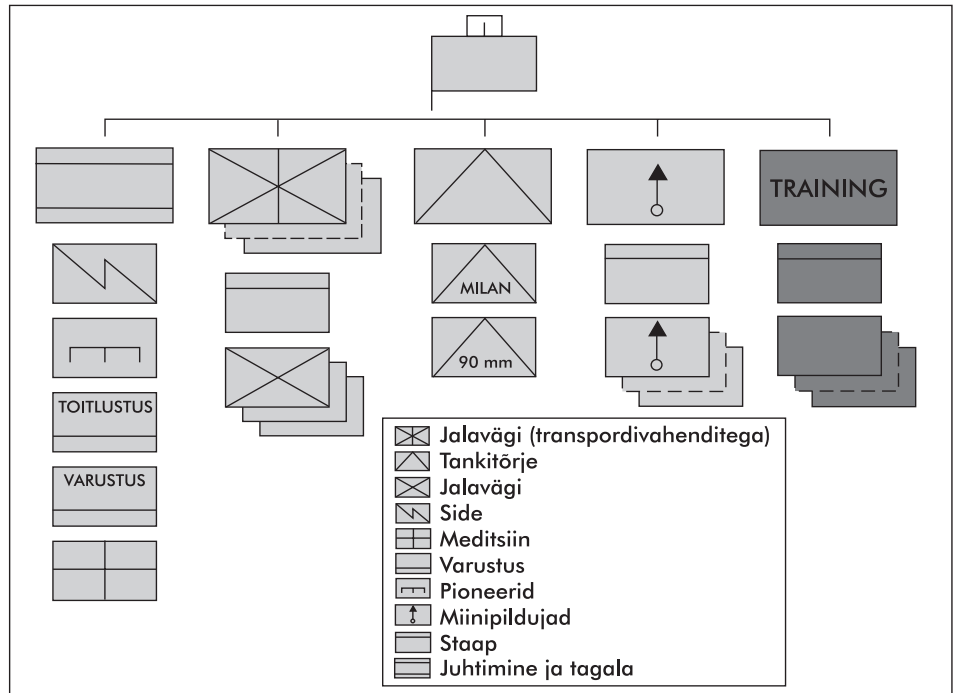 TRAINING
MILAN
90 mm
TOITLUSTUS
VARUSTUS
Jalavägi (transpordivahenditega)
Tankitõrje
Jalavägi
Side
Meditsiin
Varustus
Pioneerid
Miinipildujad
Staap
Juhtimine ja tagala